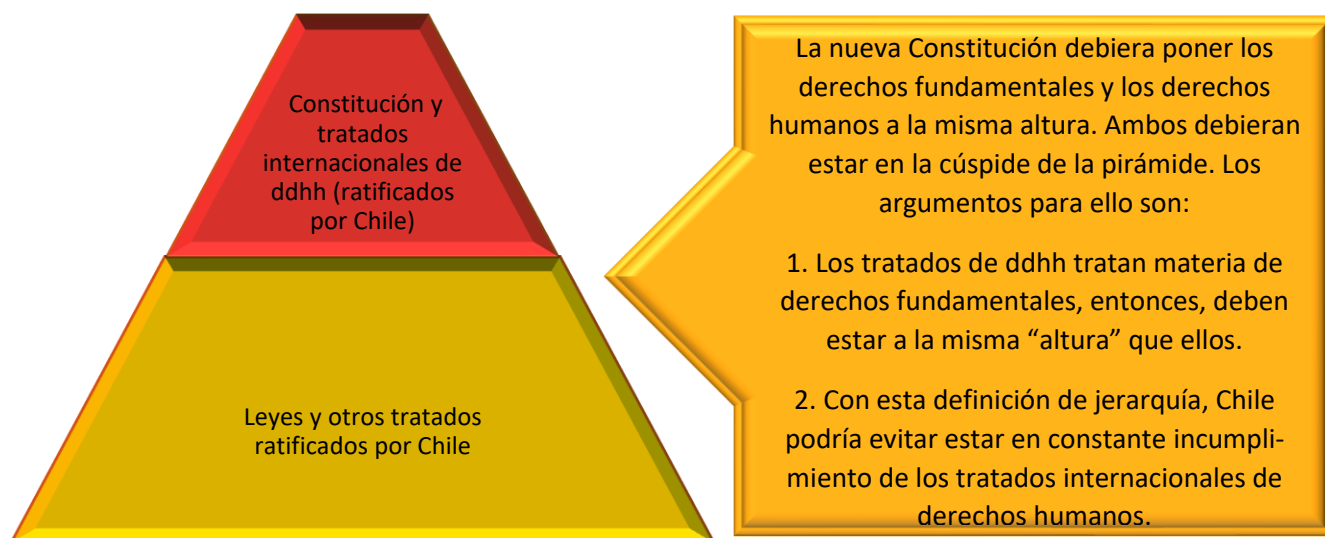 Constitución y
tratados
internacionales de
ddhh (ratificados
por Chile)
Leyes y otros tratados
ratificados por Chile
La nueva Constitución debiera poner los
derechos fundamentales y los derechos
humanos a la misma altura. Ambos debieran
estar en la cúspide de la pirámide. Los
argumentos para ello son:
1. Los tratados de ddhh tratan materia de
derechos fundamentales, entonces, deben
estar a la misma “altura” que ellos.
2. Con esta definición de jerarquía, Chile
podría evitar estar en constante incumpli-
miento de los tratados internacionales de
derechos humanos.